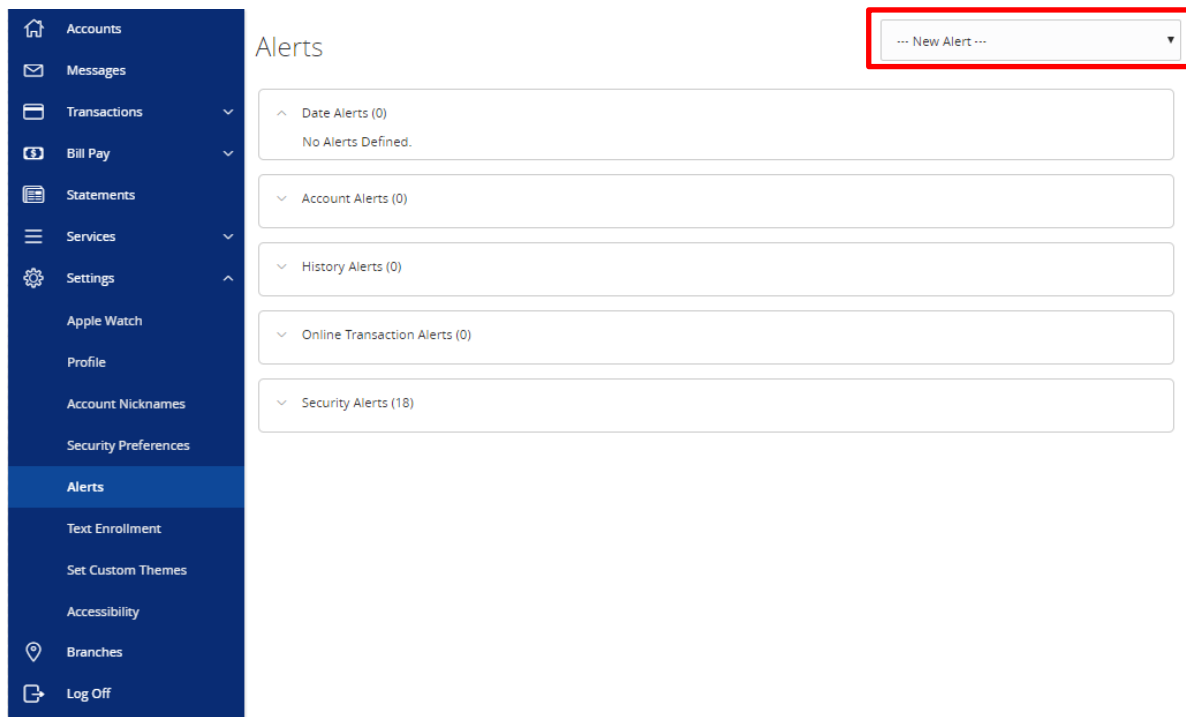 Accounts
Messages
Transactions
Bill Pay
Statements
Services
Settings
Apple Watch
Profile
Account Nicknames
Security Preferences
Alerts
Text Enrollment
Set Custom Themes
Accessibility
Branches
Log Off
Alerts
--- New Alert ---
Date Alerts (0)
No Alerts Defined.
Account Alerts (0)
History Alerts (0)
Online Transaction Alerts (0)
Security Alerts (18)